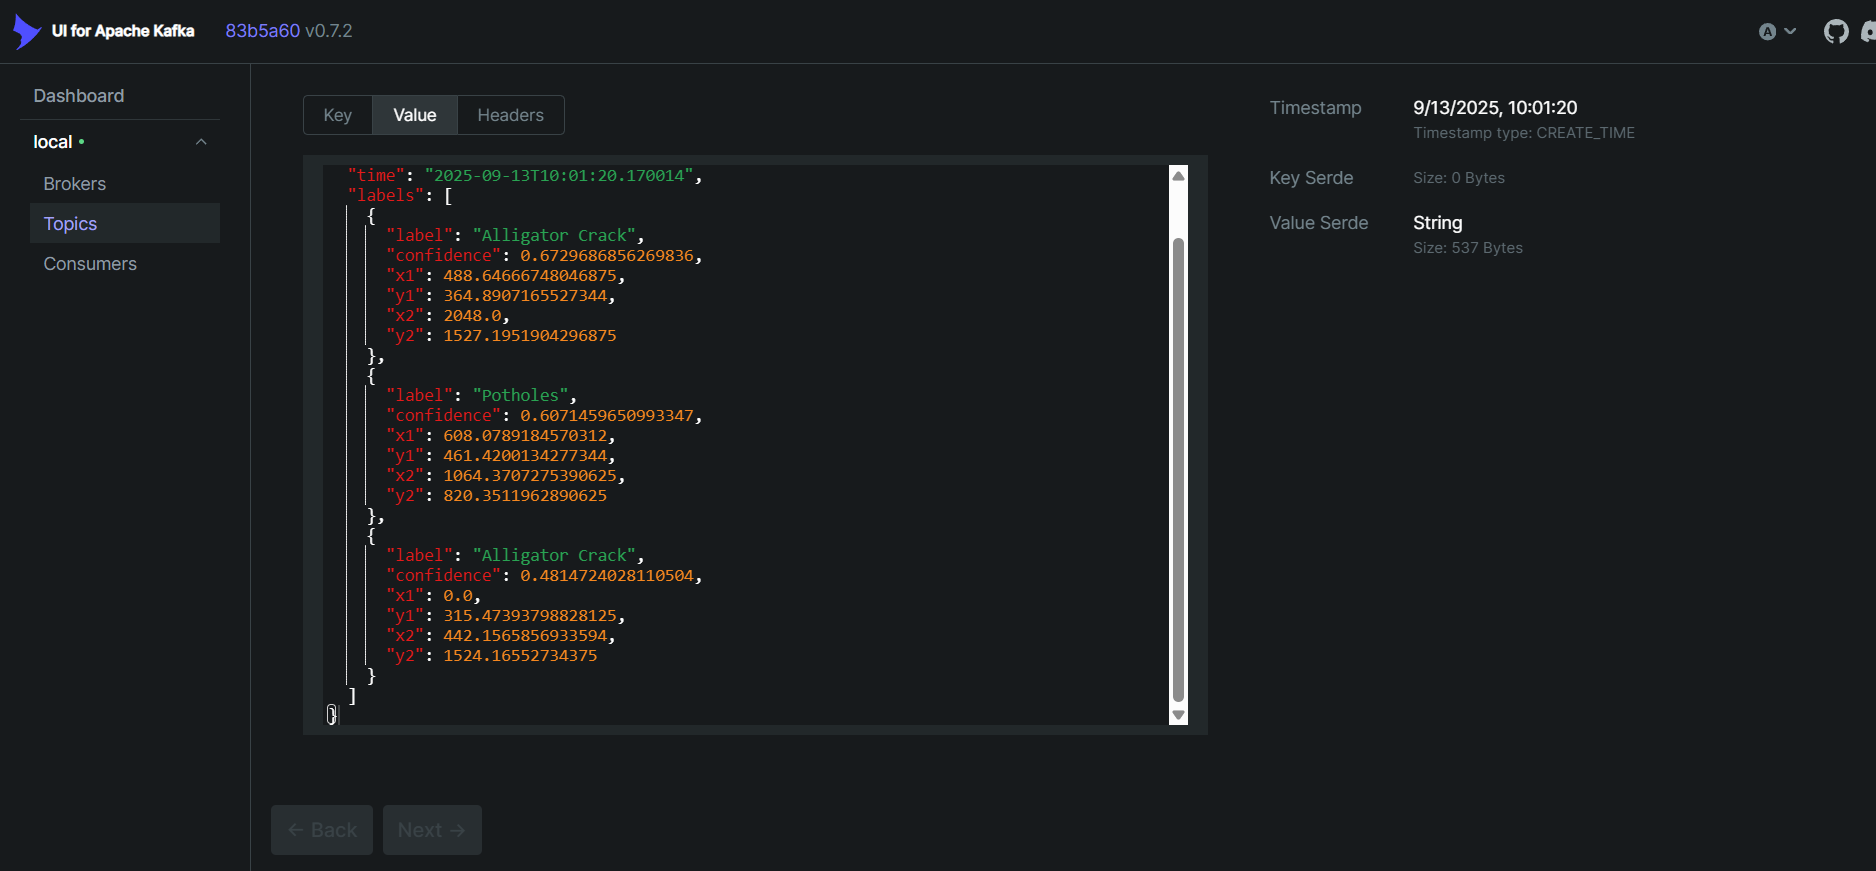 UI for Apache Kafka 83b5a60 v0.7.2
A
Dashboard
local
Brokers
Topics
Consumers
Key Value Headers
"time": "2025-09-13T10:01:20.170014",
"labels": [
{
"label": "Alligator Crack",
"confidence": 0.6729686856269836,
"x1": 488.64666748046875,
"y1": 364.8907165527344,
"x2": 2048.0,
"y2": 1527.1951904296875
},
{
"label": "Potholes",
"confidence": 0.6071459650993347,
"x1": 608.0789184570312,
"y1": 461.4200134277344,
"x2": 1064.3707275390625,
"y2": 820.3511962890625
},
{
"label": "Alligator Crack",
"confidence": 0.4814724028110504,
"x1": 0.0,
"y1": 315.47393798828125,
"x2": 442.1565856933594,
"y2": 1524.16552734375
}
]
}
Timestamp 9/13/2025, 10:01:20
Timestamp type: CREATE_TIME
Key Serde Size: 0 Bytes
Value Serde String
Size: 537 Bytes
← Back Next →